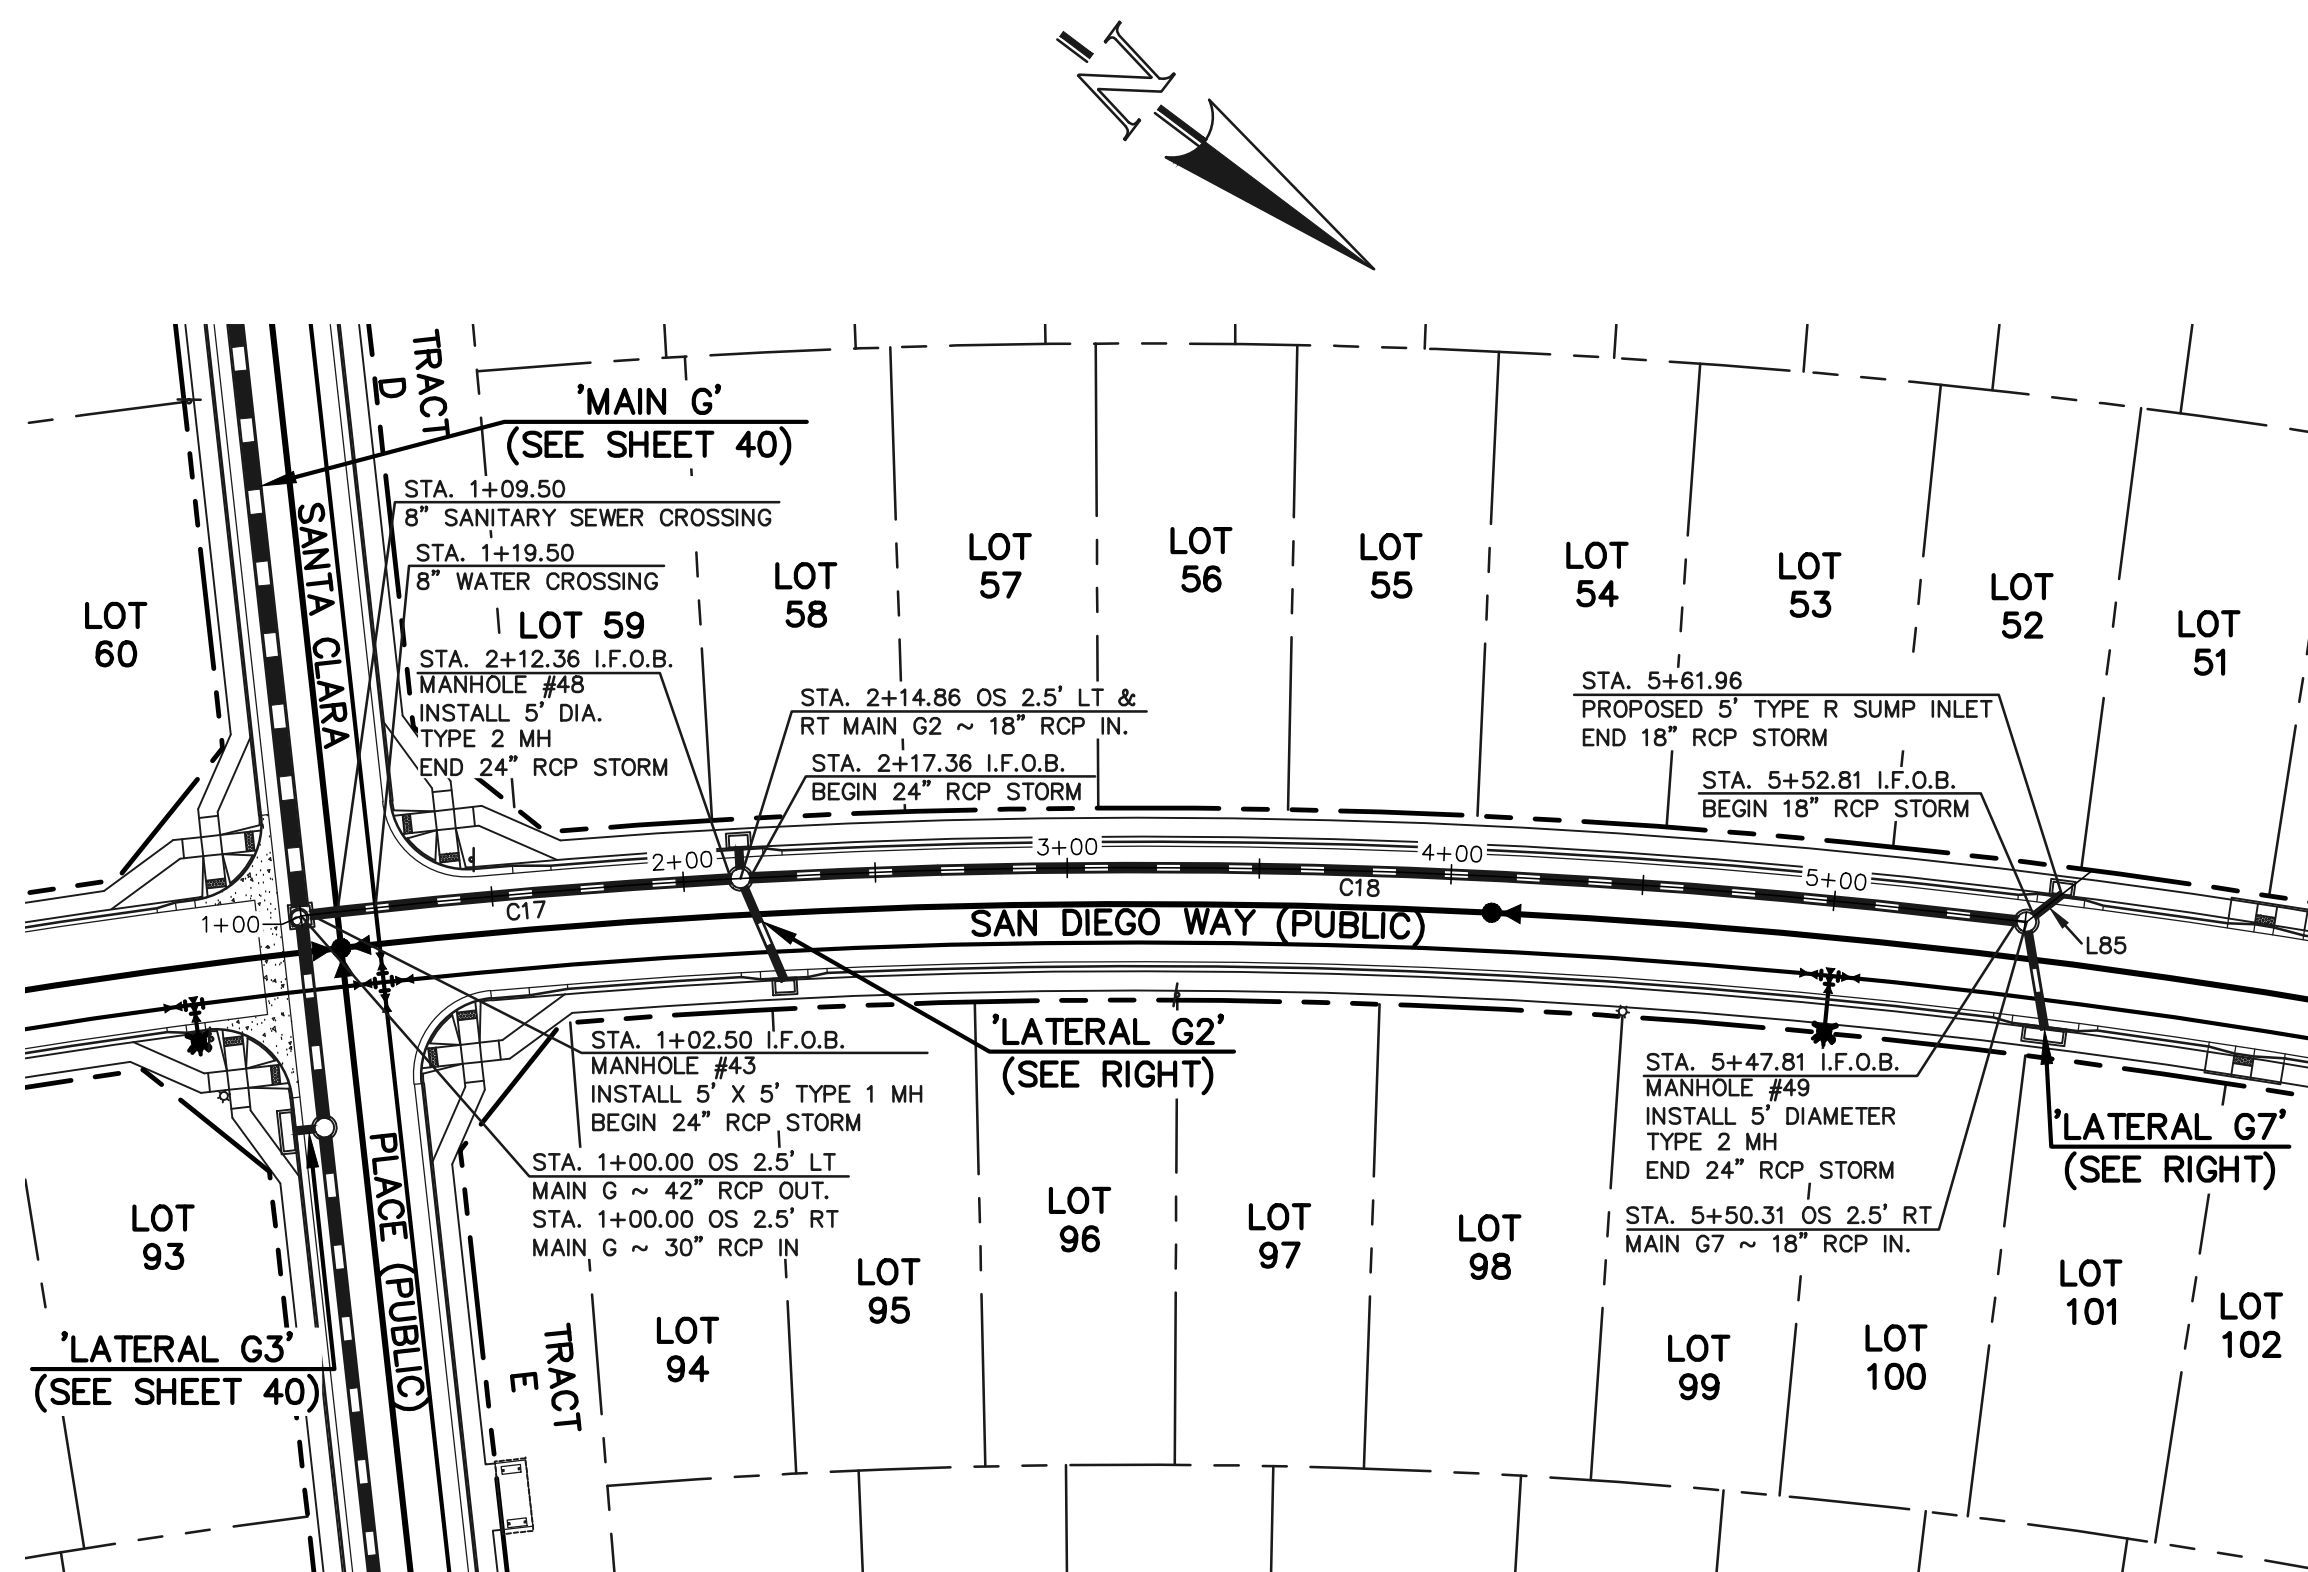 N
TRACT
D
'MAIN G'
(SEE SHEET 40)
STA. 1+09.50
8" SANITARY SEWER CROSSING
STA. 1+19.50
8" WATER CROSSING
SANTA CLARA
LOT
60
LOT 59
LOT
58
LOT
57
LOT
56
LOT
55
LOT
54
LOT
53
LOT
52
LOT
51
STA. 2+12.36 I.F.O.B.
MANHOLE #48
INSTALL 5' DIA.
TYPE 2 MH
END 24" RCP STORM
STA. 2+14.86 OS 2.5' LT &
RT MAIN G2 ~ 18" RCP IN.
STA. 2+17.36 I.F.O.B.
BEGIN 24" RCP STORM
STA. 5+61.96
PROPOSED 5' TYPE R SUMP INLET
END 18" RCP STORM
STA. 5+52.81 I.F.O.B.
BEGIN 18" RCP STORM
1+00
2+00
3+00
4+00
5+00
C17
C18
SAN DIEGO WAY (PUBLIC)
L85
STA. 1+02.50 I.F.O.B.
MANHOLE #43
INSTALL 5' X 5' TYPE 1 MH
BEGIN 24" RCP STORM
STA. 1+00.00 OS 2.5' LT
MAIN G ~ 42" RCP OUT.
STA. 1+00.00 OS 2.5' RT
MAIN G ~ 30" RCP IN
'LATERAL G2'
(SEE RIGHT)
STA. 5+47.81 I.F.O.B.
MANHOLE #49
INSTALL 5' DIAMETER
TYPE 2 MH
END 24" RCP STORM
STA. 5+50.31 OS 2.5' RT
MAIN G7 ~ 18" RCP IN.
'LATERAL G7'
(SEE RIGHT)
PLACE (PUBLIC)
LOT
93
'LATERAL G3'
(SEE SHEET 40)
TRACT
E
LOT
94
LOT
95
LOT
96
LOT
97
LOT
98
LOT
99
LOT
100
LOT
101
LOT
102